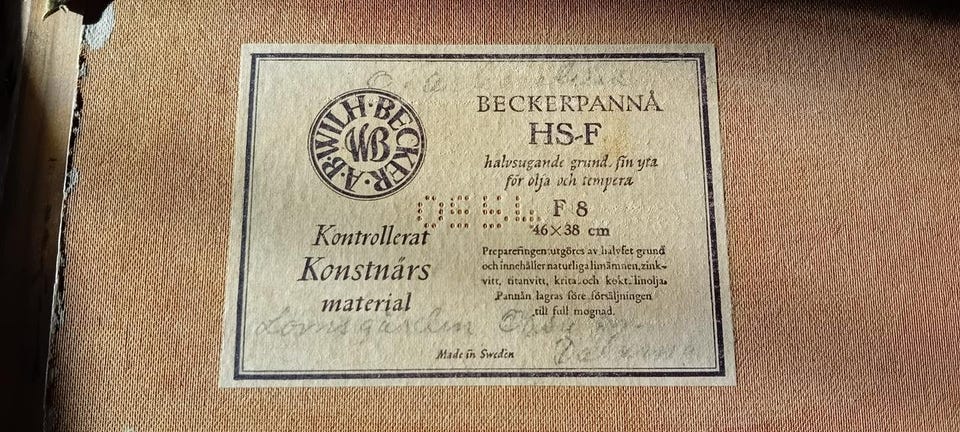 A·B·WILH·BECKER·
WB
Kontrollerat
Konstnärs
material
BECKERPANNÅ
HS-F
halvsugande grund, fin yta
för olja och tempera
F 8
46×38 cm
Prepareringen utgöres av halvfet grund
och innehåller naturliga limämnen, zink-
vitt, titanvitt, krita och kokt linolja.
Pannån lagras före försäljningen
till full mognad.
Made in Sweden